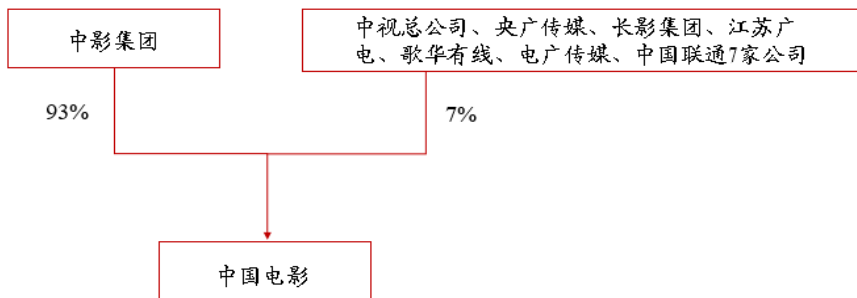 中影集团
中视总公司、央广传媒、长影集团、江苏广
电、歌华有线、电广传媒、中国联通7家公司
93%
7%
中国电影